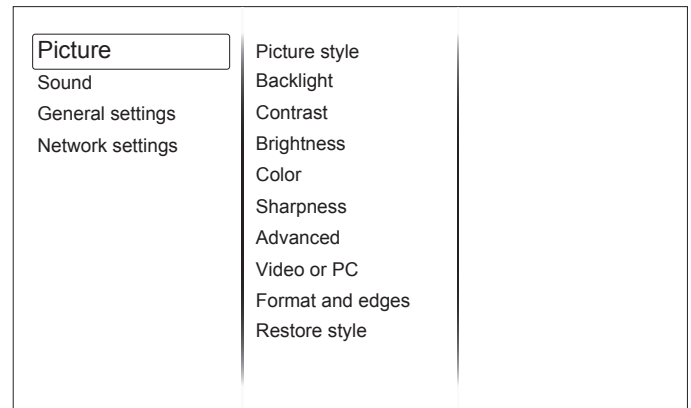 Picture
Sound
General settings
Network settings
Picture style
Backlight
Contrast
Brightness
Color
Sharpness
Advanced
Video or PC
Format and edges
Restore style